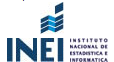 INEI
INSTITUTO
NACIONAL DE
ESTADISTICA E
INFORMATICA